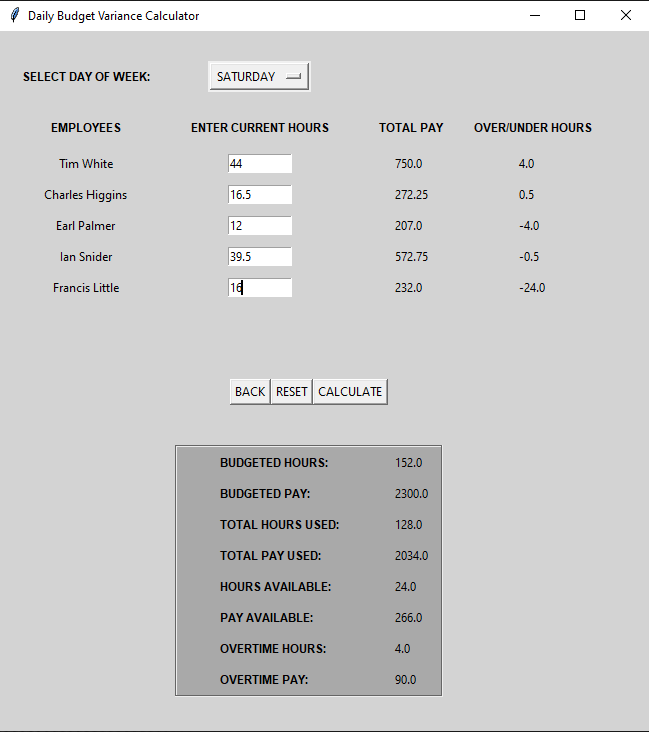 Daily Budget Variance Calculator
SELECT DAY OF WEEK: SATURDAY
EMPLOYEES ENTER CURRENT HOURS TOTAL PAY OVER/UNDER HOURS
Tim White 44 750.0 4.0
Charles Higgins 16.5 272.25 0.5
Earl Palmer 12 207.0 -4.0
Ian Snider 39.5 572.75 -0.5
Francis Little 16 232.0 -24.0
BACK RESET CALCULATE
BUDGETED HOURS: 152.0
BUDGETED PAY: 2300.0
TOTAL HOURS USED: 128.0
TOTAL PAY USED: 2034.0
HOURS AVAILABLE: 24.0
PAY AVAILABLE: 266.0
OVERTIME HOURS: 4.0
OVERTIME PAY: 90.0